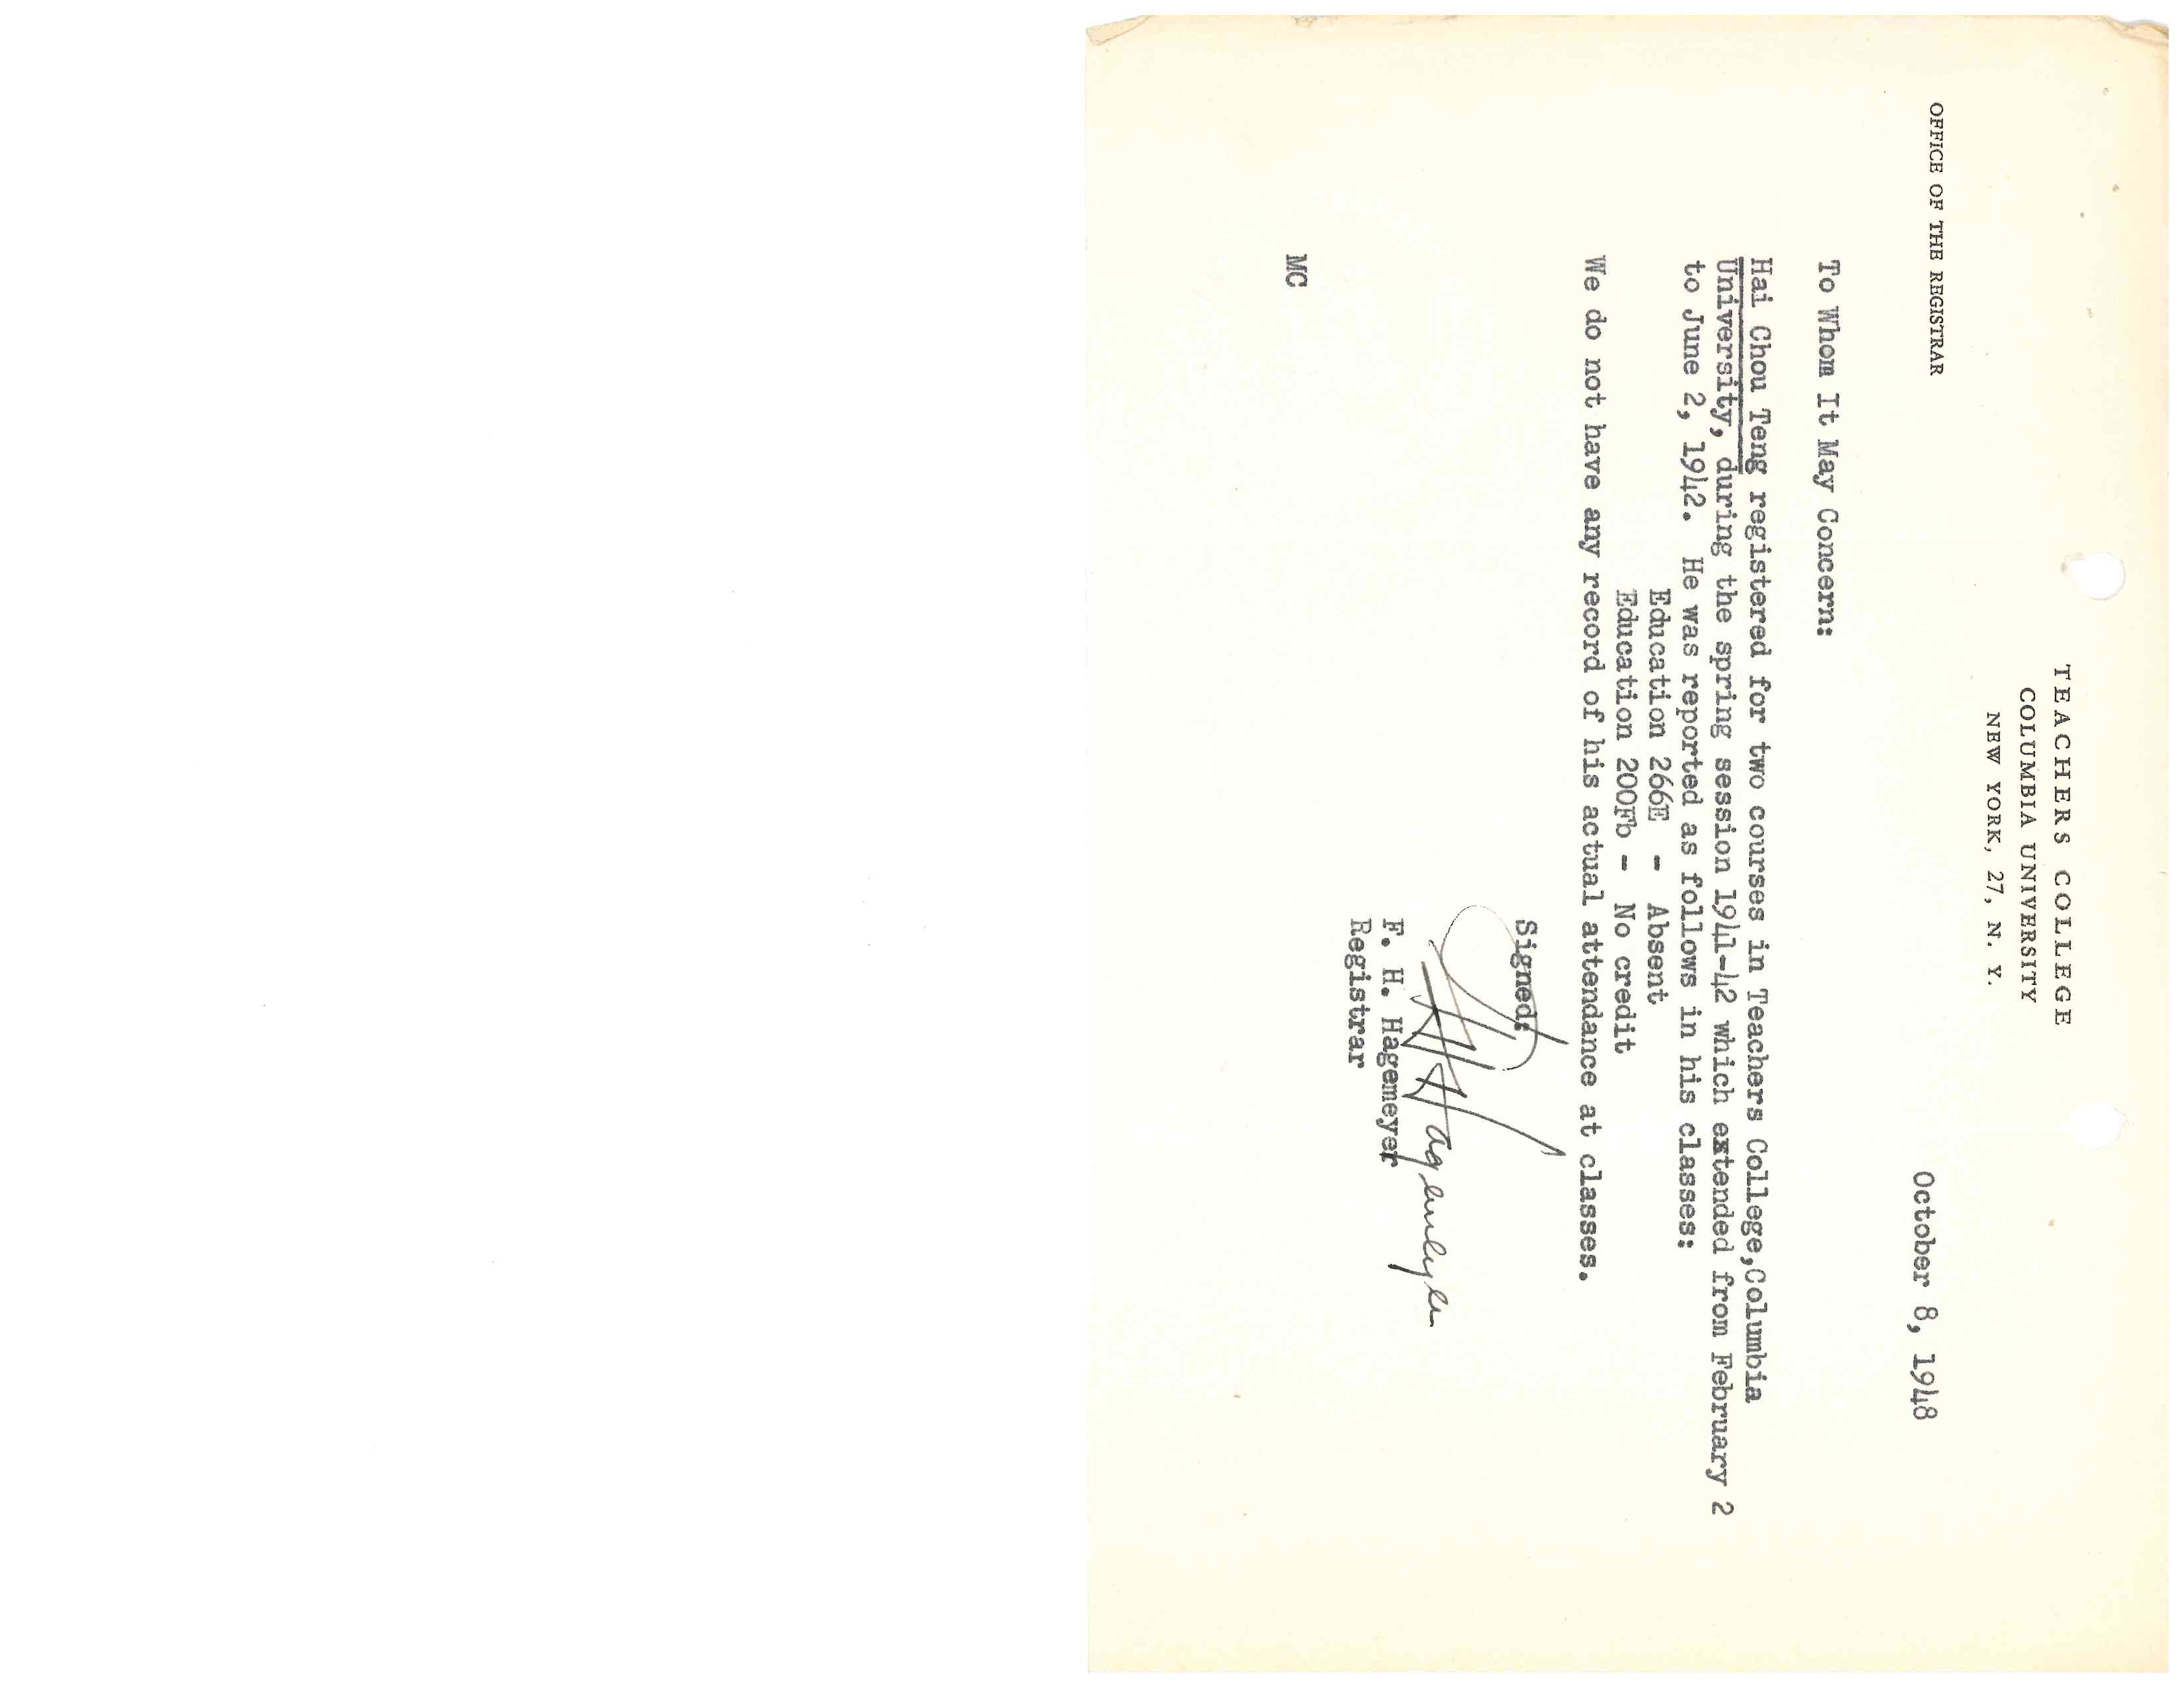 TEACHERS COLLEGE
COLUMBIA UNIVERSITY
NEW YORK, 27, N. Y.
OFFICE OF THE REGISTRAR
October 8, 1948
To Whom It May Concern:
Hai Chou Teng registered for two courses in Teachers College,Columbia
University, during the spring session 1941-42 which extended from February 2
to June 2, 1942. He was reported as follows in his classes:
Education 266E - Absent
Education 200Fb - No credit
We do not have any record of his actual attendance at classes.
Signed:
FHHagemeyer
F. H. Hagemeyer
Registrar
MC